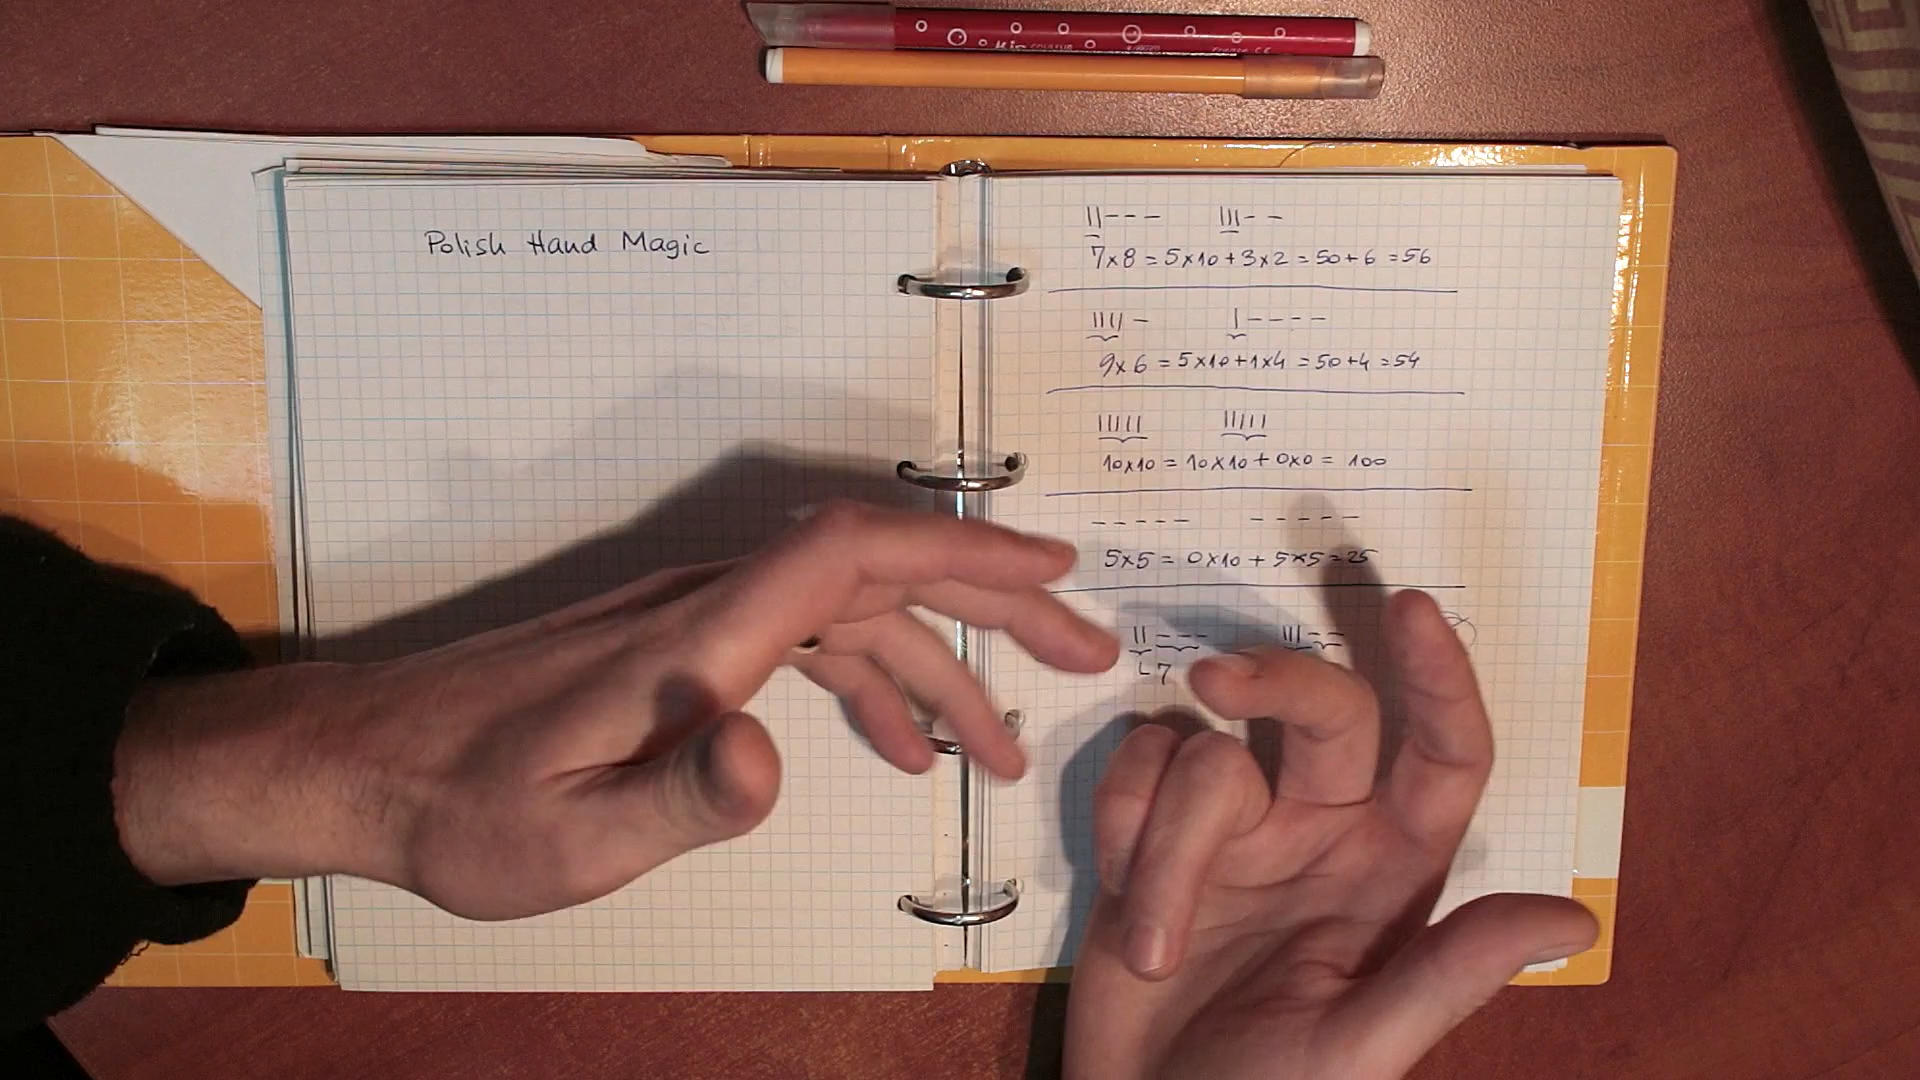 Polish Hand Magic
||--- |||--
7x8 = 5x10 + 3x2 = 50 + 6 = 56
||||- |----
9x6 = 5x10 + 1x4 = 50 + 4 = 54
||||| |||||
10x10 = 10x10 + 0x0 = 100
----- -----
5x5 = 0x10 + 5x5 = 25
||--- |||--
7